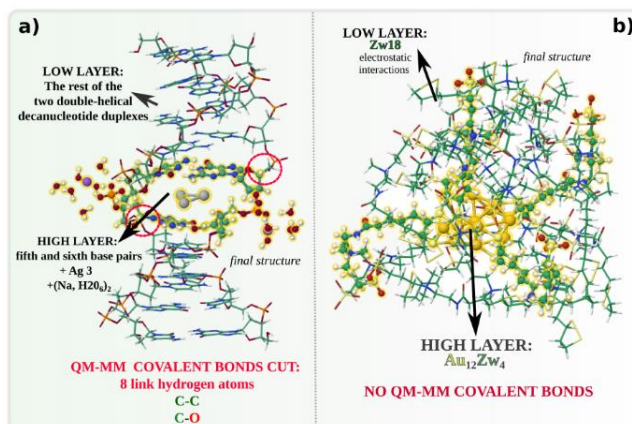 a)
LOW LAYER:
The rest of the
two double-helical
decanucleotide duplexes
HIGH LAYER:
fifth and sixth base pairs
+ Ag 3
+(Na, H20₆)₂
final structure
QM-MM COVALENT BONDS CUT:
8 link hydrogen atoms
C-C
C-O
b)
LOW LAYER:
Zw18
electrostatic
interactions
final structure
HIGH LAYER:
Au₁₂Zw₄
NO QM-MM COVALENT BONDS